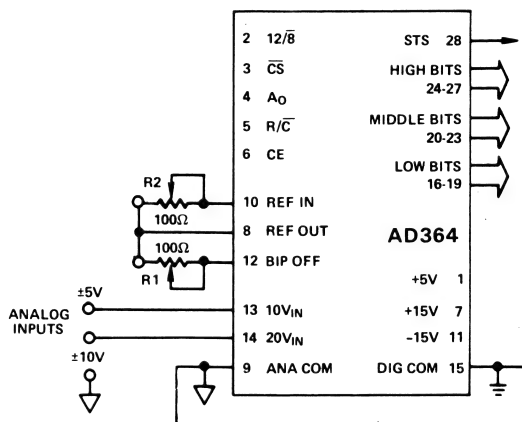 2 12/8̅ STS 28
3 C̅S̅ HIGH BITS
24-27
4 A₀
5 R/C̅ MIDDLE BITS
20-23
6 CE
LOW BITS
16-19
R2
10 REF IN
100Ω
8 REF OUT
AD364
100Ω
12 BIP OFF
R1
+5V 1
±5V
13 10V_IN +15V 7
ANALOG
INPUTS
14 20V_IN -15V 11
±10V
9 ANA COM DIG COM 15